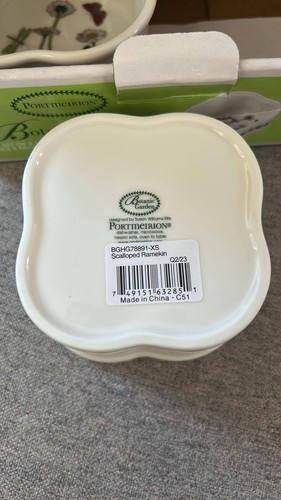 PORTMEIRION
Bot
Botanic
Garden
designed by Susan Williams-Ellis
PORTMEIRION®
dishwasher, microwave,
freezer safe, oven to table
BGHG78891-XS
Scalloped Ramekin
Q2/23
7 49151 63285 1
Made in China - C51